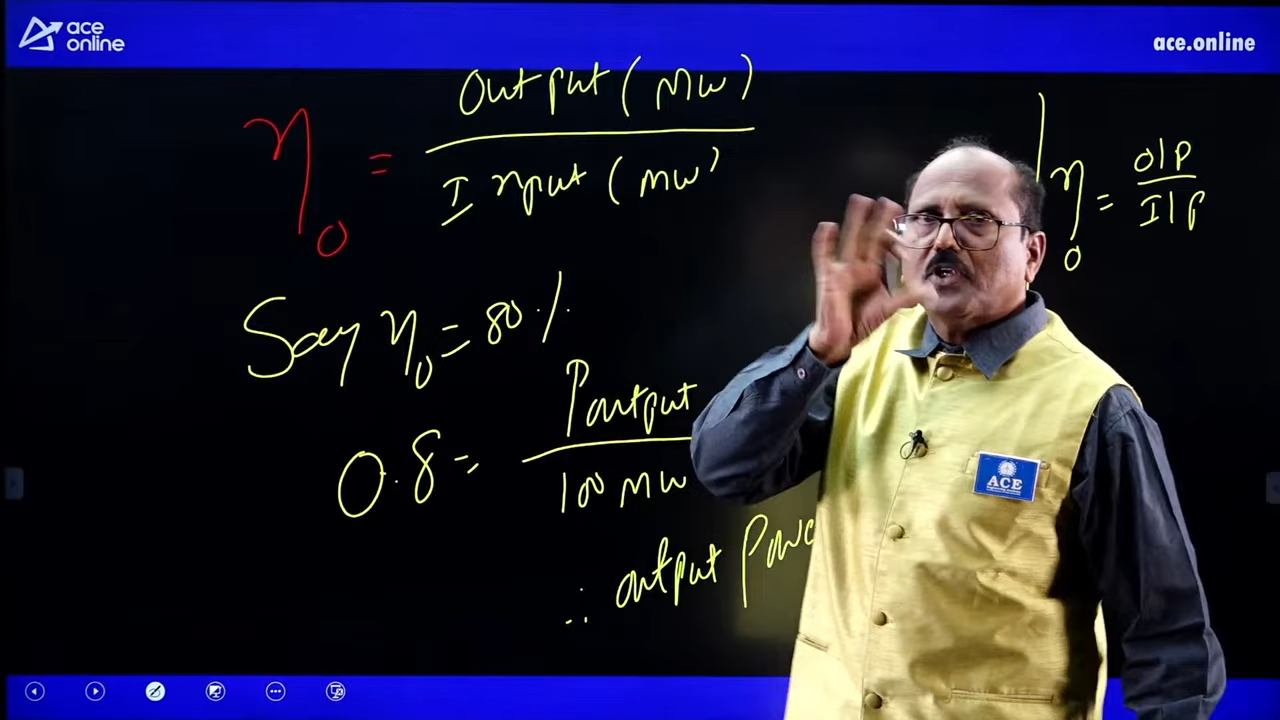 ace
online
ace.online
η₀ = Output (MW)
Input (MW)
η₀ = O/P
I/P
Say η₀ = 80%
0.8 = Poutput
100 MW
∴ output
ACE